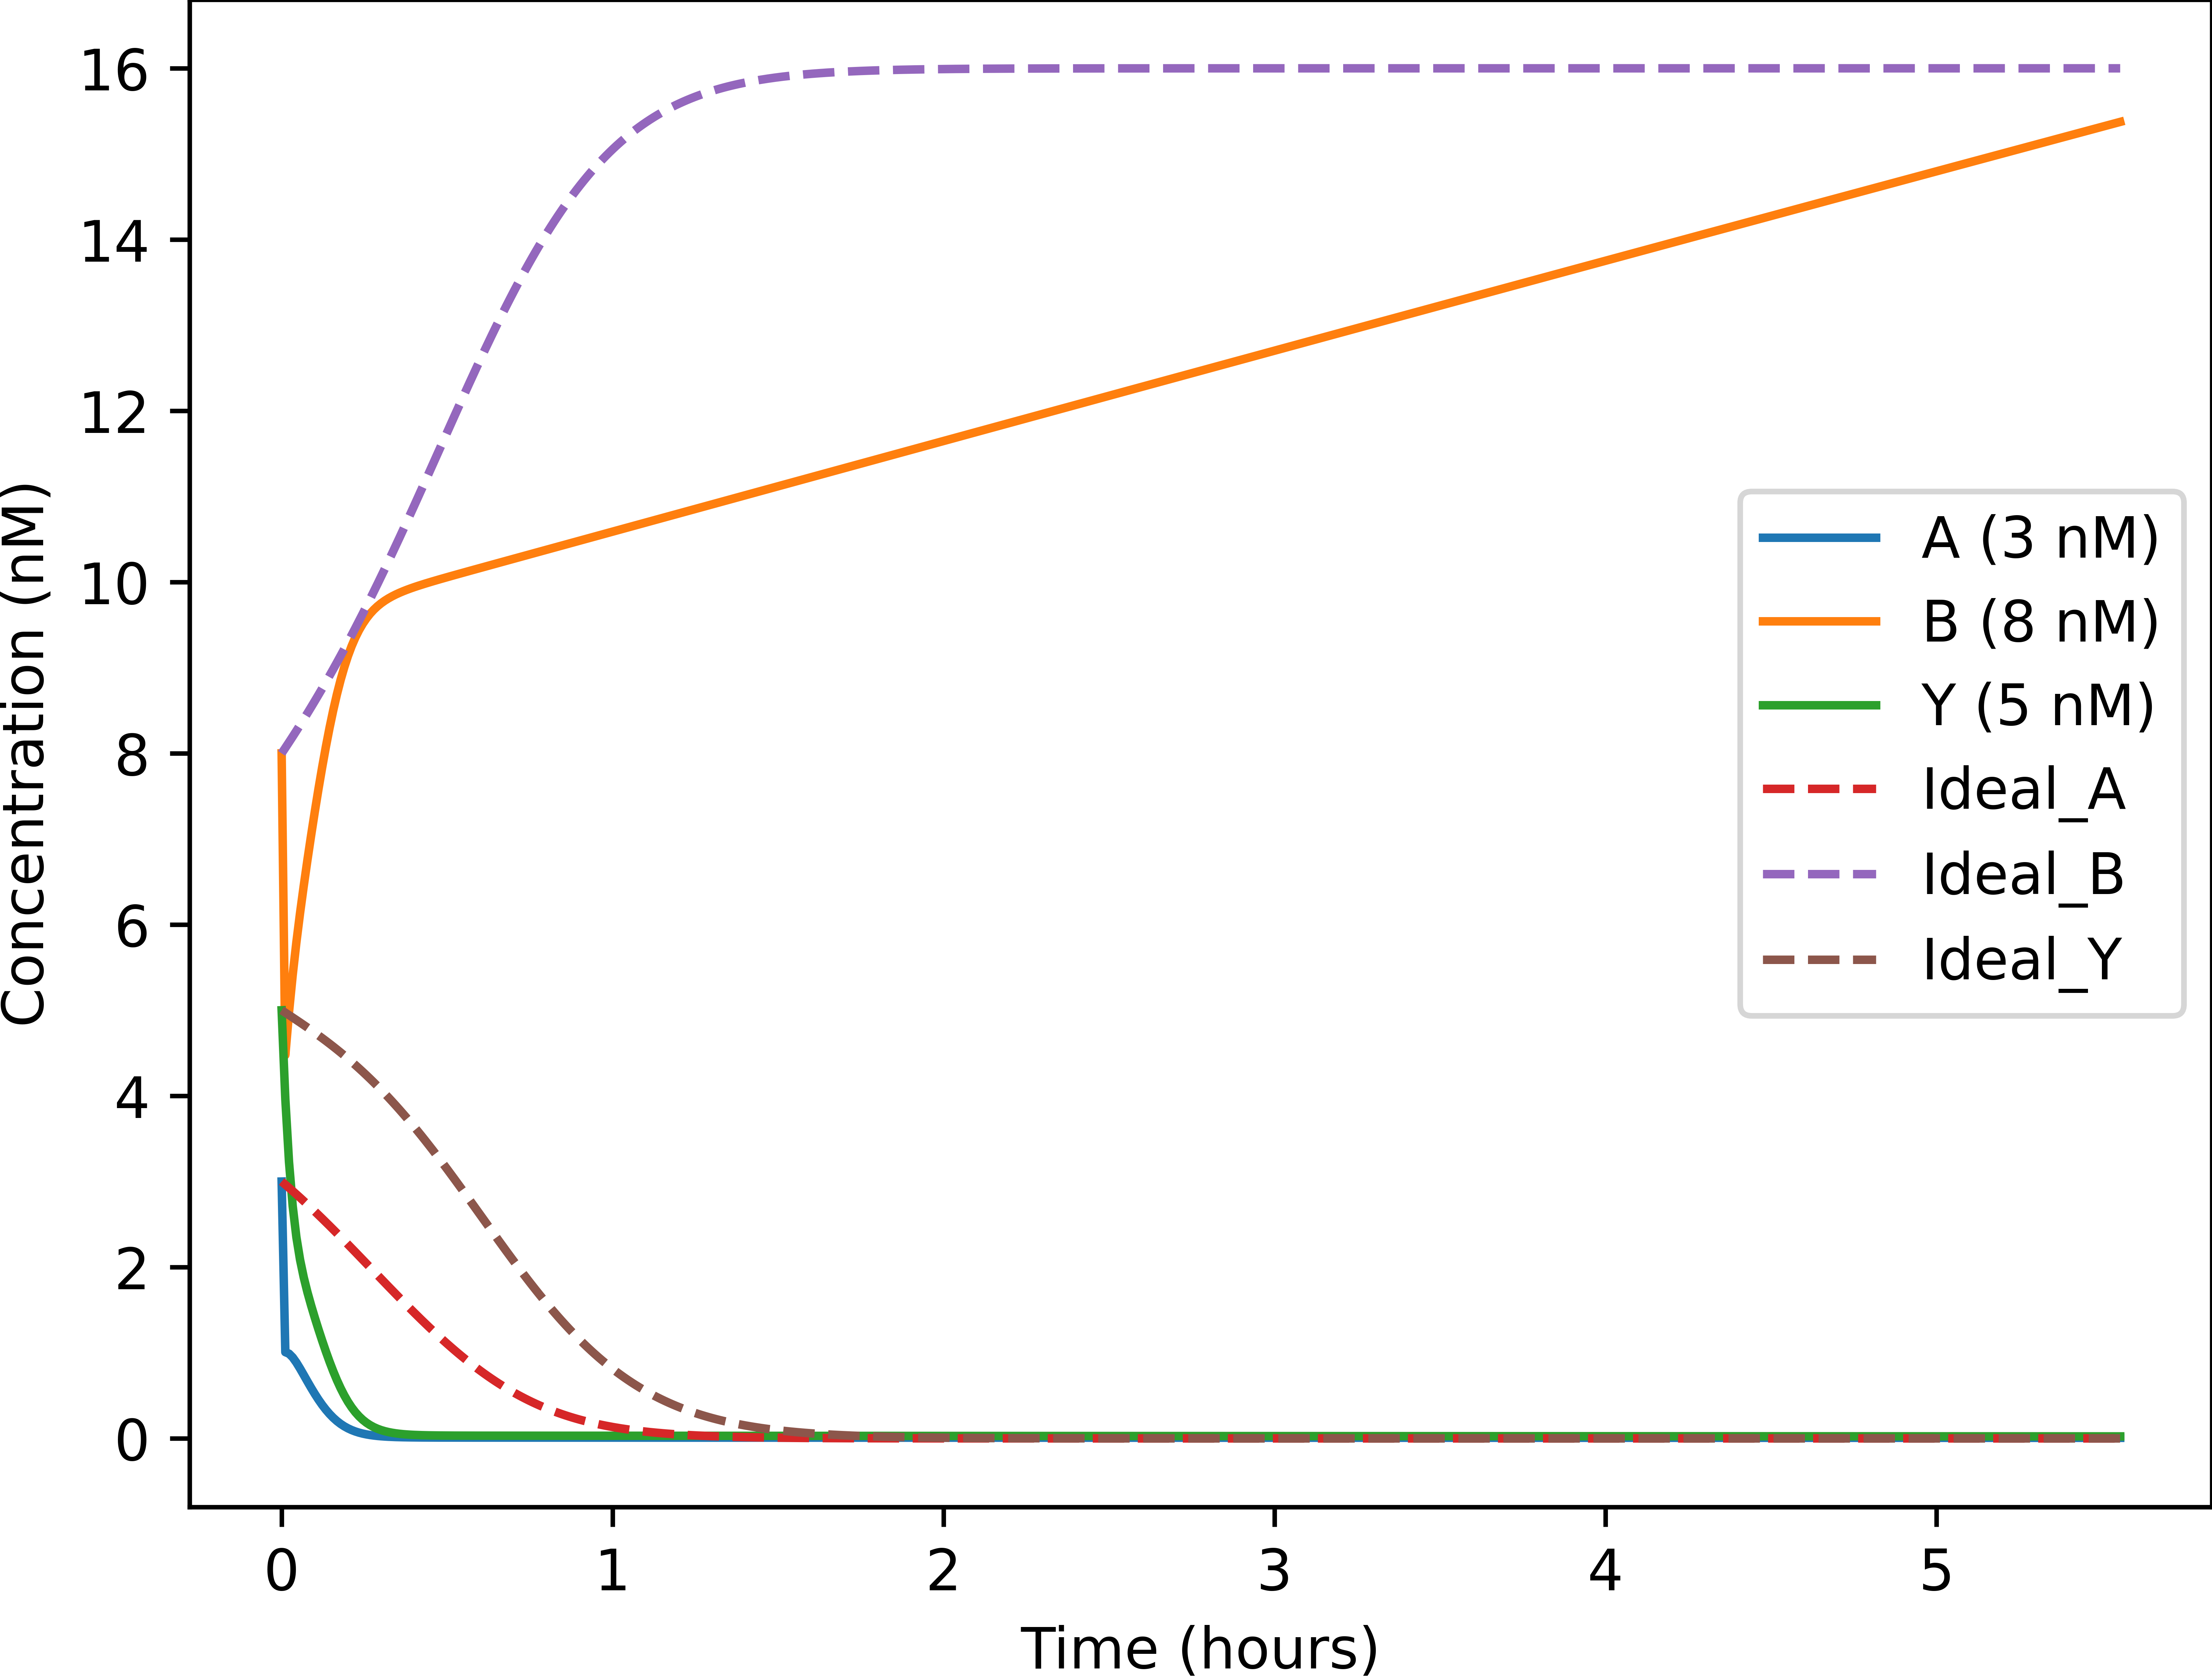 Concentration (nM)
16
14
12
10
8
6
4
2
0
A (3 nM)
B (8 nM)
Y (5 nM)
Ideal_A
Ideal_B
Ideal_Y
0 1 2 3 4 5
Time (hours)